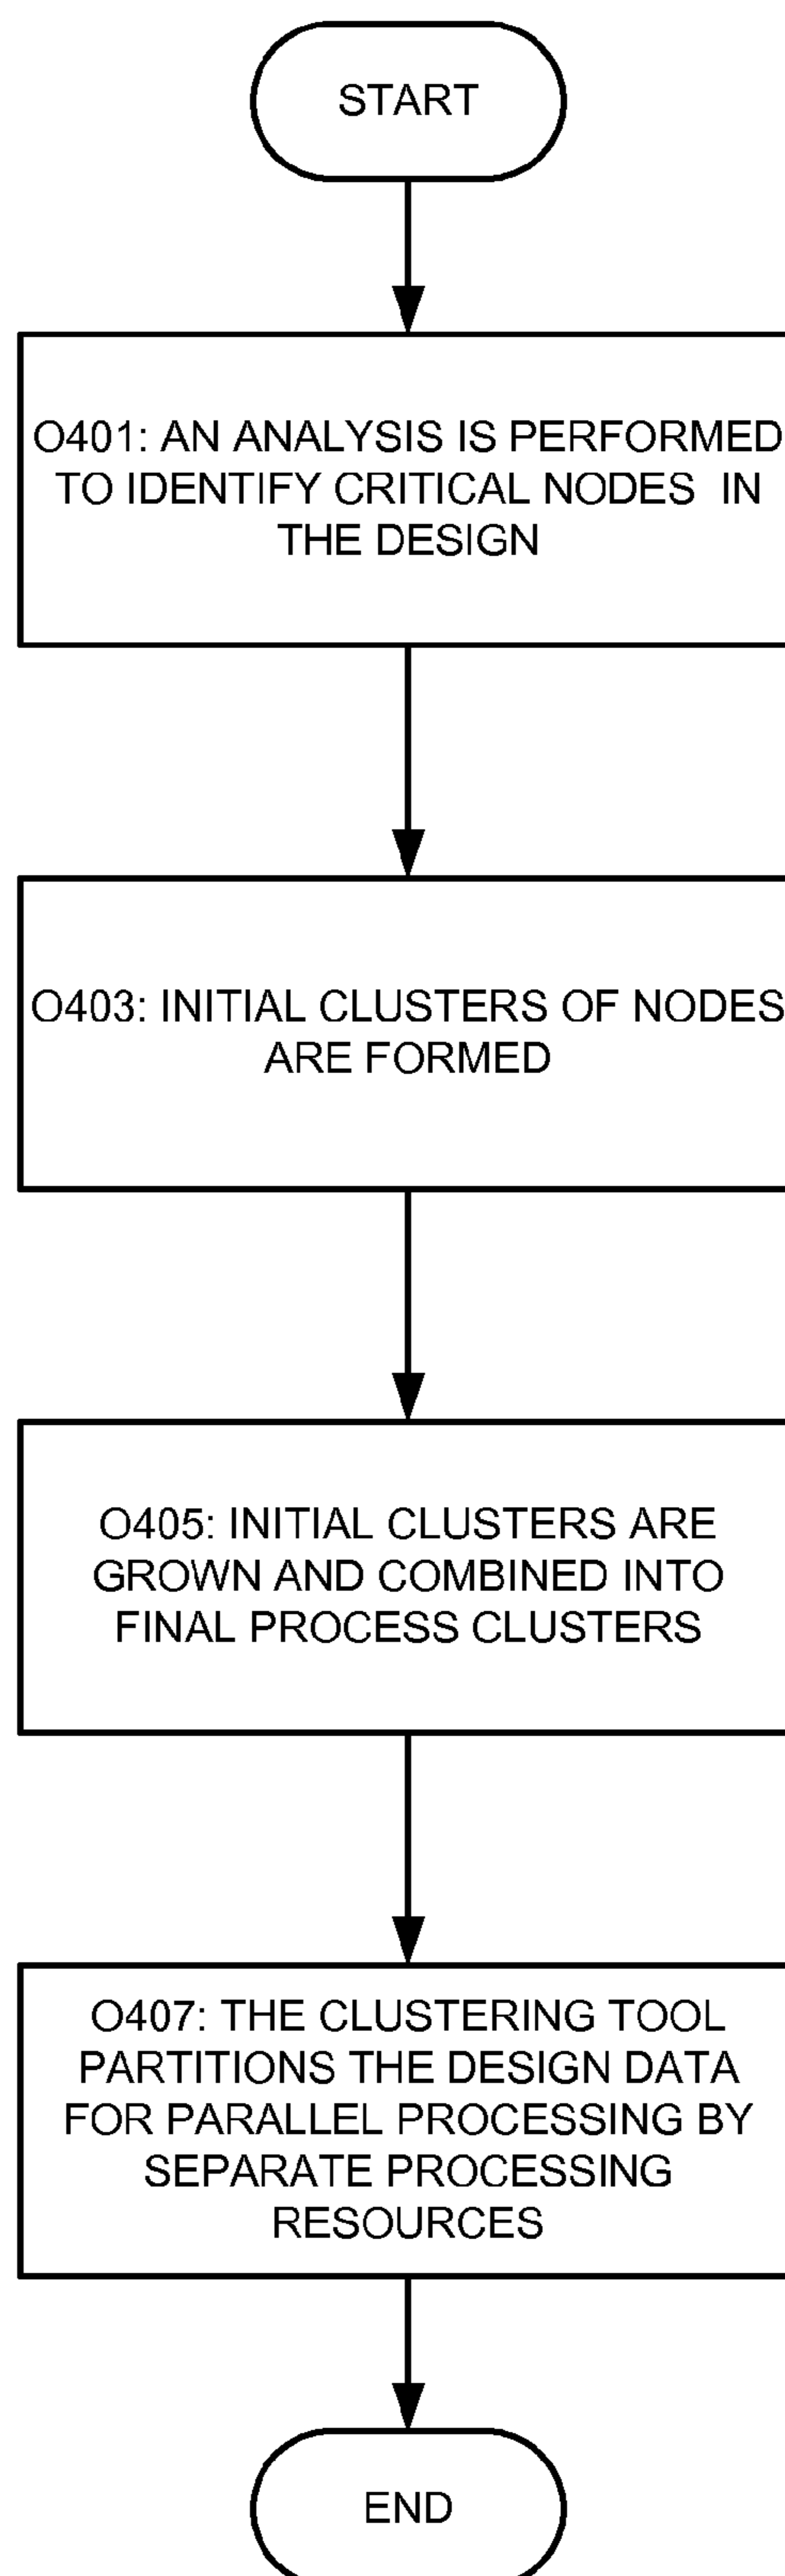 START
O401: AN ANALYSIS IS PERFORMED
TO IDENTIFY CRITICAL NODES IN
THE DESIGN
O403: INITIAL CLUSTERS OF NODES
ARE FORMED
O405: INITIAL CLUSTERS ARE
GROWN AND COMBINED INTO
FINAL PROCESS CLUSTERS
O407: THE CLUSTERING TOOL
PARTITIONS THE DESIGN DATA
FOR PARALLEL PROCESSING BY
SEPARATE PROCESSING
RESOURCES
END